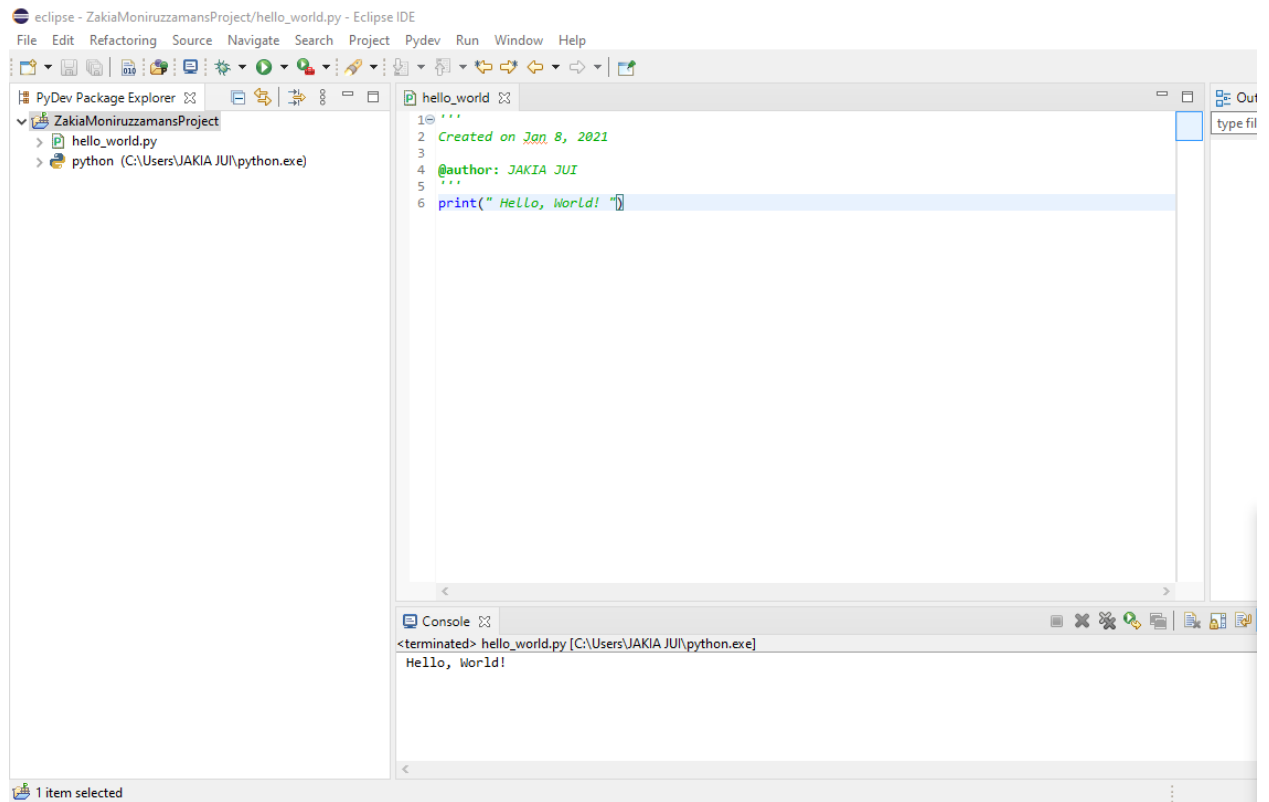 eclipse - ZakiaMoniruzzamansProject/hello_world.py - Eclipse IDE
File Edit Refactoring Source Navigate Search Project Pydev Run Window Help
PyDev Package Explorer
ZakiaMoniruzzamansProject
hello_world.py
python (C:\Users\JAKIA JUI\python.exe)
hello_world
1 '''
2 Created on Jan 8, 2021
3
4 @author: JAKIA JUI
5 '''
6 print(" Hello, World! ")
Out
type fil
Console
<terminated> hello_world.py [C:\Users\JAKIA JUI\python.exe]
Hello, World!
1 item selected